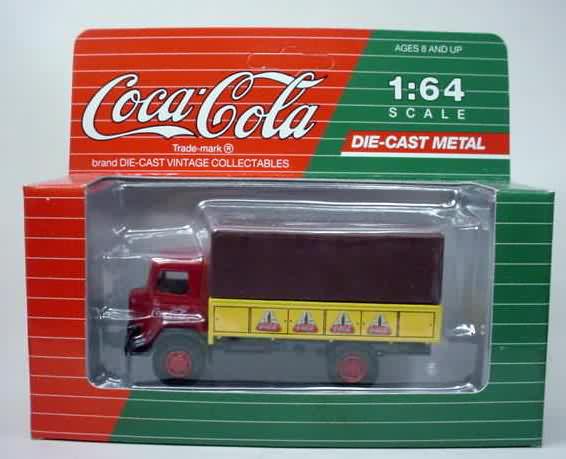 AGES 8 AND UP
Coca-Cola
1:64
SCALE
Trade-mark ®
DIE-CAST METAL
brand DIE-CAST VINTAGE COLLECTABLES